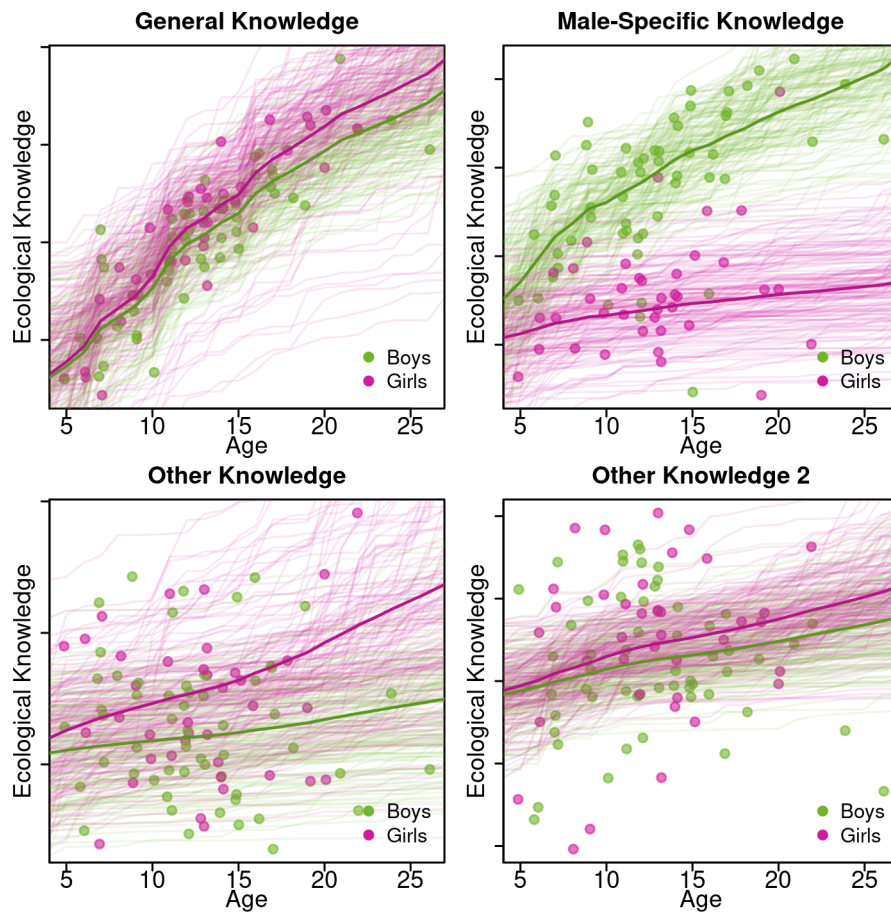 General Knowledge
Ecological Knowledge
Boys
Girls
5 10 15 20 25
Age
Male-Specific Knowledge
Ecological Knowledge
Boys
Girls
5 10 15 20 25
Age
Other Knowledge
Ecological Knowledge
Boys
Girls
5 10 15 20 25
Age
Other Knowledge 2
Ecological Knowledge
Boys
Girls
5 10 15 20 25
Age